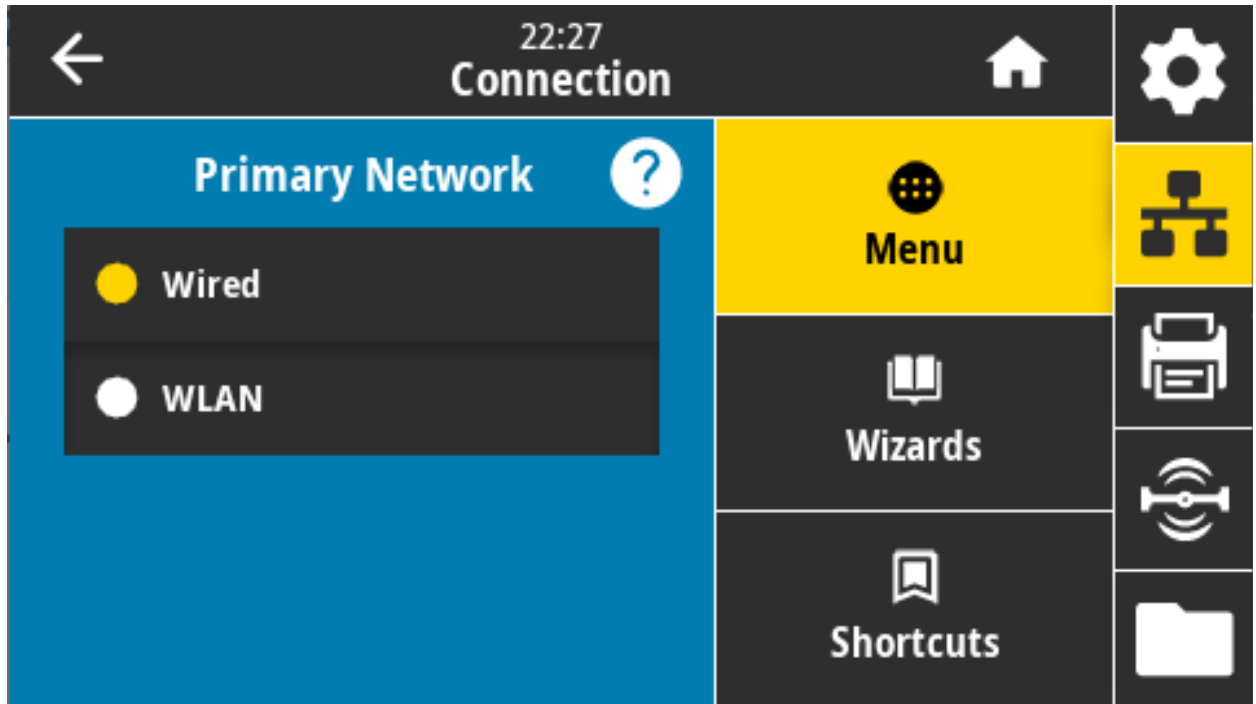 22:27
Connection
Primary Network
?
Wired
WLAN
Menu
Wizards
Shortcuts